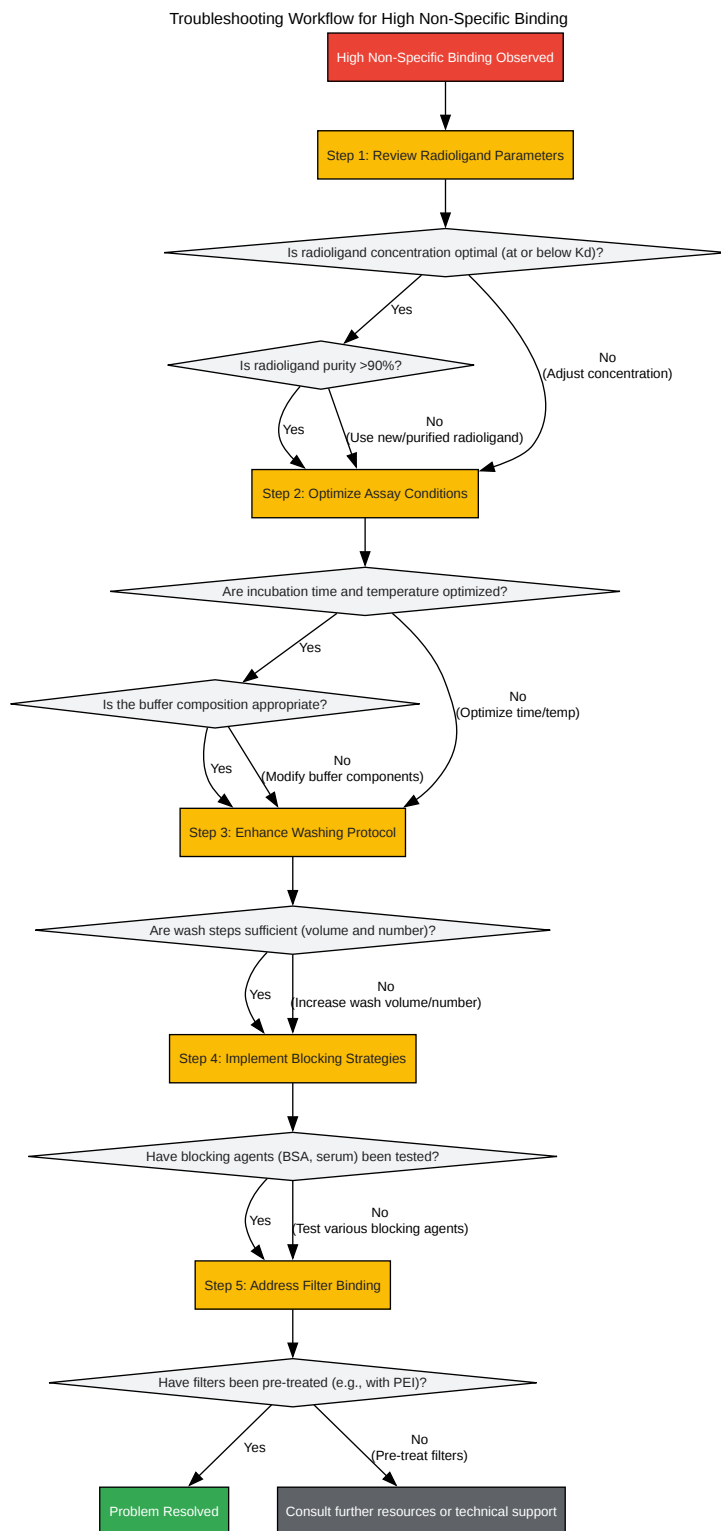 Troubleshooting Workflow for High Non-Specific Binding
High Non-Specific Binding Observed
Step 1: Review Radioligand Parameters
Is radioligand concentration optimal (at or below Kd)?
Yes
No
(Adjust concentration)
Is radioligand purity >90%?
Yes
No
(Use new/purified radioligand)
Step 2: Optimize Assay Conditions
Are incubation time and temperature optimized?
Yes
No
(Optimize time/temp)
Is the buffer composition appropriate?
Yes
No
(Modify buffer components)
Step 3: Enhance Washing Protocol
Are wash steps sufficient (volume and number)?
Yes
No
(Increase wash volume/number)
Step 4: Implement Blocking Strategies
Have blocking agents (BSA, serum) been tested?
Yes
No
(Test various blocking agents)
Step 5: Address Filter Binding
Have filters been pre-treated (e.g., with PEI)?
Yes
No
(Pre-treat filters)
Problem Resolved
Consult further resources or technical support